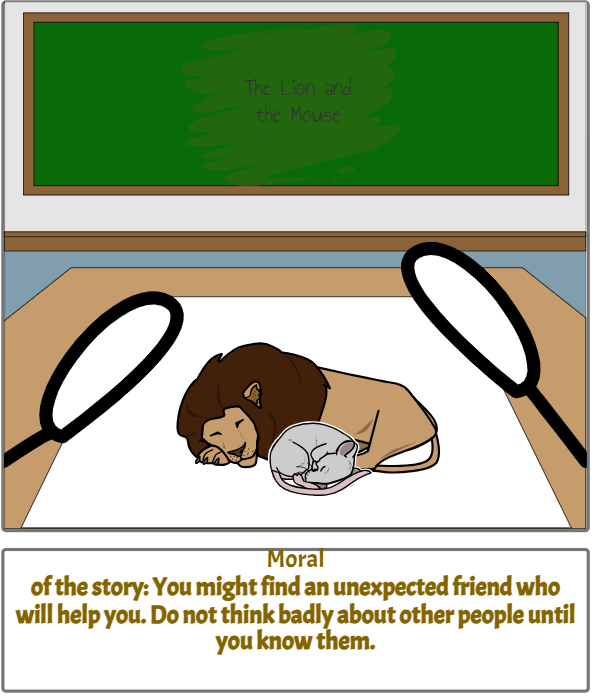 The Lion and
the Mouse
Moral
of the story: You might find an unexpected friend who
will help you. Do not think badly about other people until
you know them.